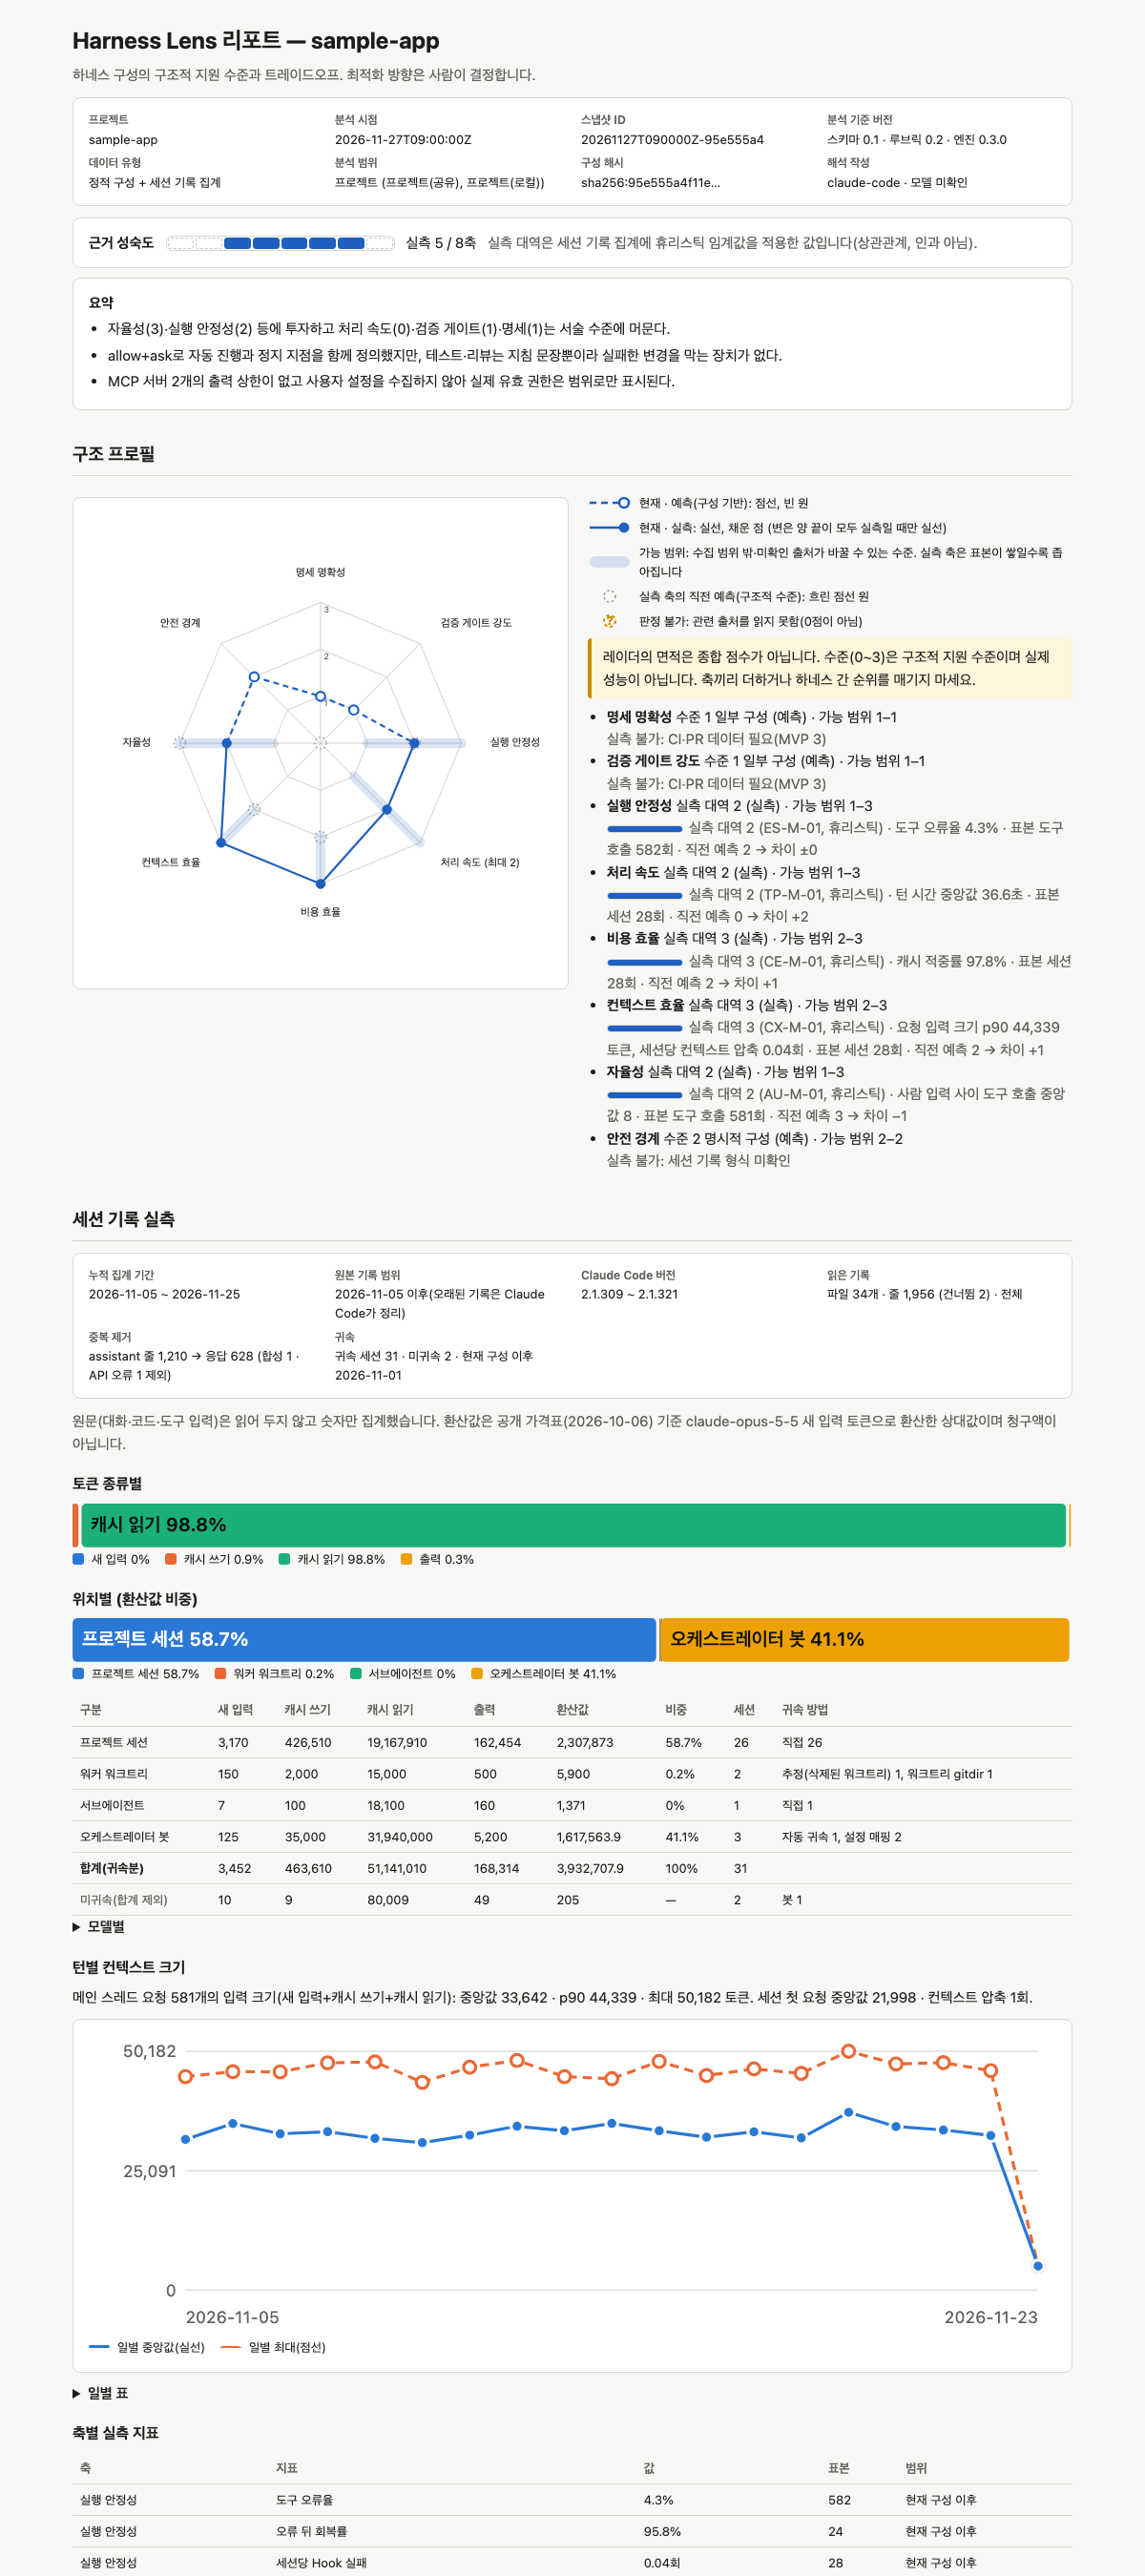 Harness Lens 리포트 — sample-app
하네스 구성의 구조적 지원 수준과 트레이드오프. 최적화 방향은 사람이 결정합니다.
프로젝트
sample-app
분석 시점
2026-11-27T09:00:00Z
스냅샷 ID
20261127T090000Z-95e555a4
분석 기준 버전
스키마 0.1 · 루브릭 0.2 · 엔진 0.3.0
데이터 유형
정적 구성 + 세션 기록 집계
분석 범위
프로젝트 (프로젝트(공유), 프로젝트(로컬))
구성 해시
sha256:95e555a4f11e…
해석 작성
claude-code · 모델 미확인
근거 성숙도
실측 5 / 8축
실측 대역은 세션 기록 집계에 휴리스틱 임계값을 적용한 값입니다(상관관계, 인과 아님).
요약
• 자율성(3)·실행 안정성(2) 등에 투자하고 처리 속도(0)·검증 게이트(1)·명세(1)는 서술 수준에 머문다.
• allow+ask로 자동 진행과 정지 지점을 함께 정의했지만, 테스트·리뷰는 지침 문장뿐이라 실패한 변경을 막는 장치가 없다.
• MCP 서버 2개의 출력 상한이 없고 사용자 설정을 수집하지 않아 실제 유효 권한은 범위로만 표시된다.
구조 프로필
명세 명확성
안전 경계
검증 게이트 강도
3
2
1
자율성
실행 안정성
컨텍스트 효율
처리 속도 (최대 2)
비용 효율
현재 · 예측(구성 기반): 점선, 빈 원
현재 · 실측: 실선, 채운 점 (변은 양 끝이 모두 실측일 때만 실선)
가능 범위: 수집 범위 밖·미확인 출처가 바꿀 수 있는 수준. 실측 축은 표본이 쌓일수록 좁
아집니다
실측 축의 직전 예측(구조적 수준): 흐린 점선 원
판정 불가: 관련 출처를 읽지 못함(0점이 아님)
레이더의 면적은 종합 점수가 아닙니다. 수준(0~3)은 구조적 지원 수준이며 실제
성능이 아닙니다. 축끼리 더하거나 하네스 간 순위를 매기지 마세요.
• 명세 명확성 수준 1 일부 구성 (예측) · 가능 범위 1–1
실측 불가: CI·PR 데이터 필요(MVP 3)
• 검증 게이트 강도 수준 1 일부 구성 (예측) · 가능 범위 1–1
실측 불가: CI·PR 데이터 필요(MVP 3)
• 실행 안정성 실측 대역 2 (실측) · 가능 범위 1–3
실측 대역 2 (ES-M-01, 휴리스틱) · 도구 오류율 4.3% · 표본 도구
호출 582회 · 직전 예측 2 → 차이 ±0
• 처리 속도 실측 대역 2 (실측) · 가능 범위 1–3
실측 대역 2 (TP-M-01, 휴리스틱) · 턴 시간 중앙값 36.6초 · 표본
세션 28회 · 직전 예측 0 → 차이 +2
• 비용 효율 실측 대역 3 (실측) · 가능 범위 2–3
실측 대역 3 (CE-M-01, 휴리스틱) · 캐시 적중률 97.8% · 표본 세션
28회 · 직전 예측 2 → 차이 +1
• 컨텍스트 효율 실측 대역 3 (실측) · 가능 범위 2–3
실측 대역 3 (CX-M-01, 휴리스틱) · 요청 입력 크기 p90 44,339
토큰, 세션당 컨텍스트 압축 0.04회 · 표본 세션 28회 · 직전 예측 2 → 차이 +1
• 자율성 실측 대역 2 (실측) · 가능 범위 1–3
실측 대역 2 (AU-M-01, 휴리스틱) · 사람 입력 사이 도구 호출 중앙
값 8 · 표본 도구 호출 581회 · 직전 예측 3 → 차이 −1
• 안전 경계 수준 2 명시적 구성 (예측) · 가능 범위 2–2
실측 불가: 세션 기록 형식 미확인
세션 기록 실측
누적 집계 기간
2026-11-05 ~ 2026-11-25
원본 기록 범위
2026-11-05 이후(오래된 기록은 Claude
Code가 정리)
Claude Code 버전
2.1.309 ~ 2.1.321
읽은 기록
파일 34개 · 줄 1,956 (건너뜀 2) · 전체
중복 제거
assistant 줄 1,210 → 응답 628 (합성 1 ·
API 오류 1 제외)
귀속
귀속 세션 31 · 미귀속 2 · 현재 구성 이후
2026-11-01
원문(대화·코드·도구 입력)은 읽어 두지 않고 숫자만 집계했습니다. 환산값은 공개 가격표(2026-10-06) 기준 claude-opus-5-5 새 입력 토큰으로 환산한 상대값이며 청구액이
아닙니다.
토큰 종류별
캐시 읽기 98.8%
새 입력 0% 캐시 쓰기 0.9% 캐시 읽기 98.8% 출력 0.3%
위치별 (환산값 비중)
프로젝트 세션 58.7% 오케스트레이터 봇 41.1%
프로젝트 세션 58.7% 워커 워크트리 0.2% 서브에이전트 0% 오케스트레이터 봇 41.1%
구분 새 입력 캐시 쓰기 캐시 읽기 출력 환산값 비중 세션 귀속 방법
프로젝트 세션 3,170 426,510 19,167,910 162,454 2,307,873 58.7% 26 직접 26
워커 워크트리 150 2,000 15,000 500 5,900 0.2% 2 추정(삭제된 워크트리) 1, 워크트리 gitdir 1
서브에이전트 7 100 18,100 160 1,371 0% 1 직접 1
오케스트레이터 봇 125 35,000 31,940,000 5,200 1,617,563.9 41.1% 3 자동 귀속 1, 설정 매핑 2
합계(귀속분) 3,452 463,610 51,141,010 168,314 3,932,707.9 100% 31
미귀속(합계 제외) 10 9 80,009 49 205 — 2 봇 1
▶ 모델별
턴별 컨텍스트 크기
메인 스레드 요청 581개의 입력 크기(새 입력+캐시 쓰기+캐시 읽기): 중앙값 33,642 · p90 44,339 · 최대 50,182 토큰. 세션 첫 요청 중앙값 21,998 · 컨텍스트 압축 1회.
50,182
25,091
0
2026-11-05 2026-11-23
일별 중앙값(실선) 일별 최대(점선)
▶ 일별 표
축별 실측 지표
축 지표 값 표본 범위
실행 안정성 도구 오류율 4.3% 582 현재 구성 이후
실행 안정성 오류 뒤 회복률 95.8% 24 현재 구성 이후
실행 안정성 세션당 Hook 실패 0.04회 28 현재 구성 이후